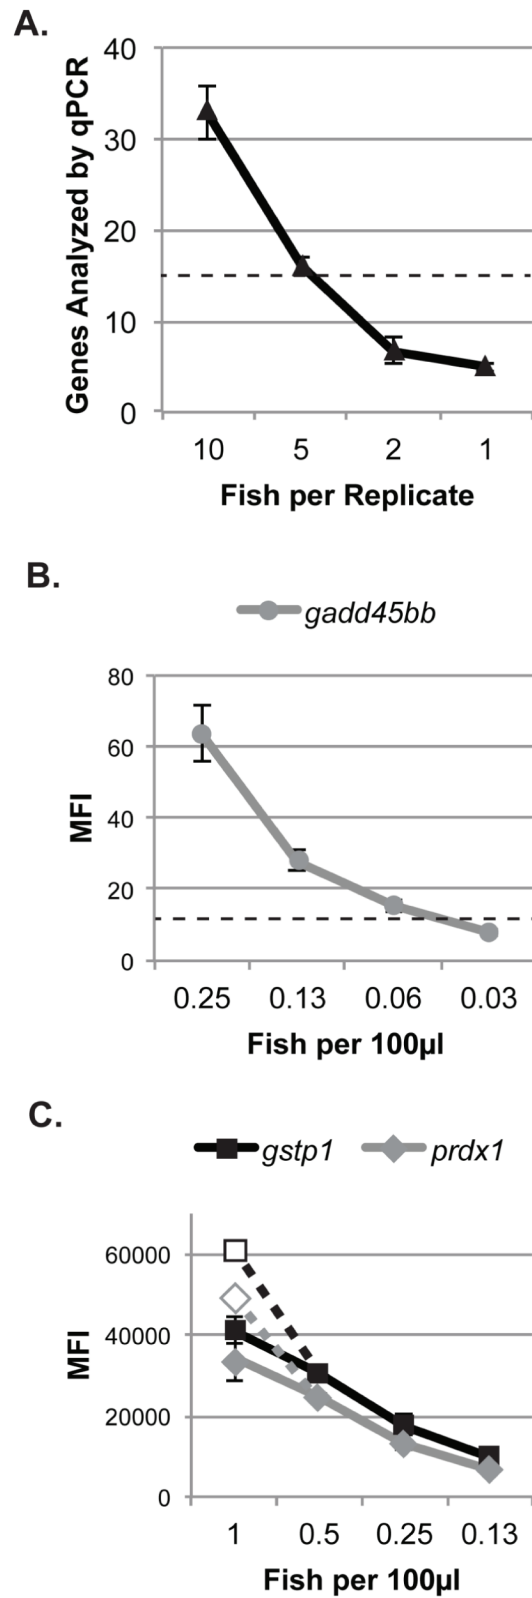 A.
Genes Analyzed by qPCR
40
30
20
10
0
10 5 2 1
Fish per Replicate
B.
gadd45bb
MFI
80
60
40
20
0
0.25 0.13 0.06 0.03
Fish per 100µl
C.
gstp1 prdx1
MFI
60000
40000
20000
0
1 0.5 0.25 0.13
Fish per 100µl